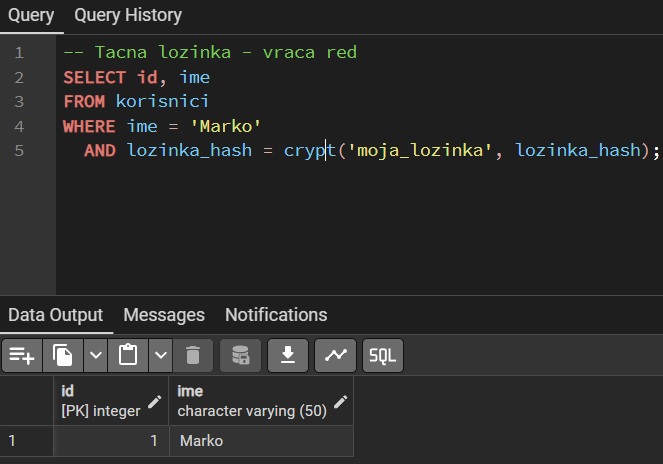 Query Query History
1 -- Tacna lozinka - vraca red
2 SELECT id, ime
3 FROM korisnici
4 WHERE ime = 'Marko'
5 AND lozinka_hash = crypt('moja_lozinka', lozinka_hash);
Data Output Messages Notifications
SQL
id ime
[PK] integer character varying (50)
1 1 Marko